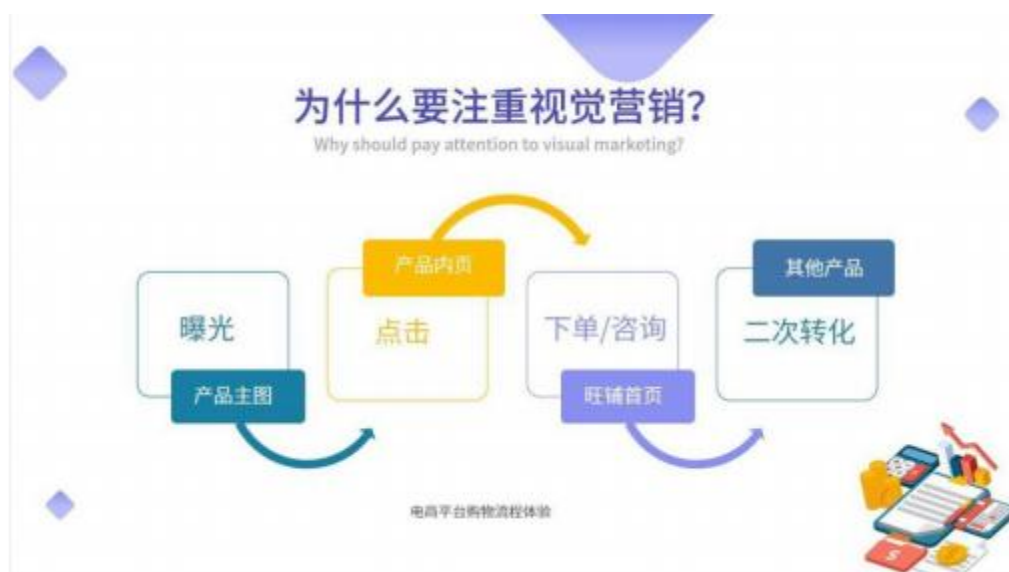 为什么要注重视觉营销?
Why should pay attention to visual marketing?
曝光
产品主图
产品内页
点击
下单/咨询
旺铺首页
其他产品
二次转化
电商平台购物流程体验
S